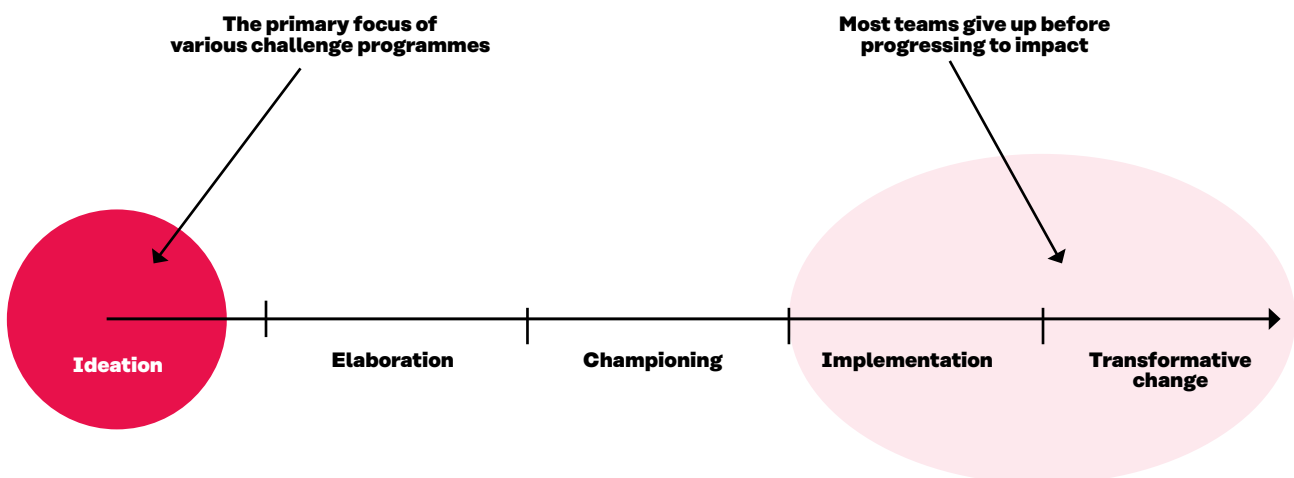 The primary focus of
various challenge programmes
Most teams give up before
progressing to impact
Ideation
Elaboration
Championing
Implementation
Transformative
change